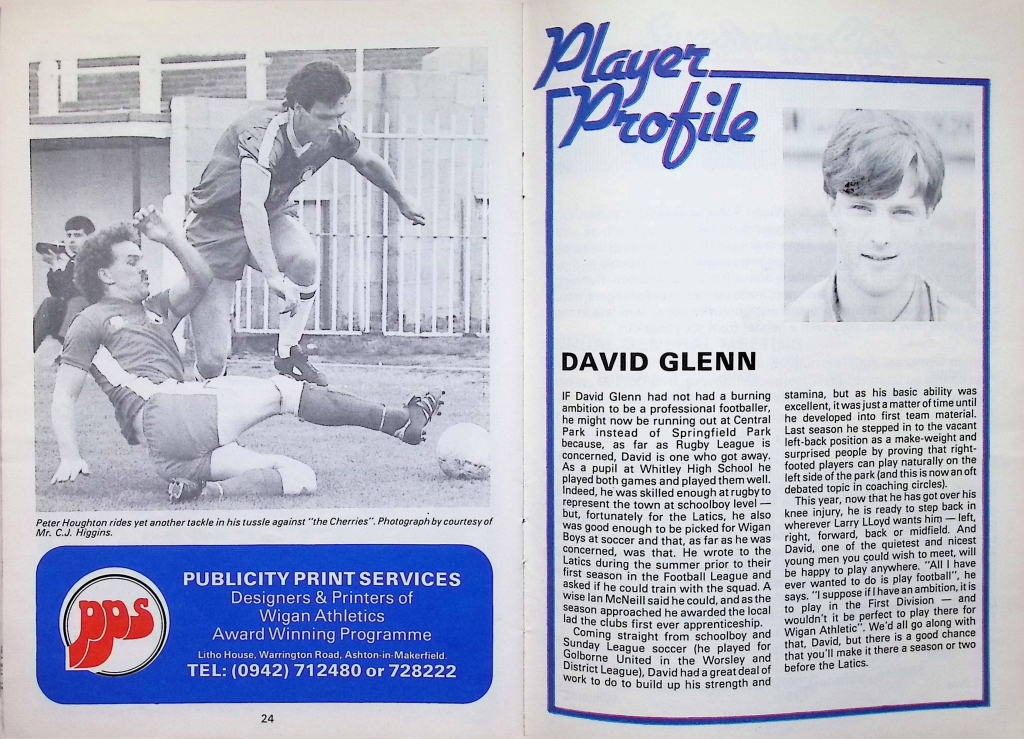 Peter Houghton rides yet another tackle in his tussle against "the Cherries". Photograph by courtesy of
Mr. C.J. Higgins.
pps
PUBLICITY PRINT SERVICES
Designers & Printers of
Wigan Athletics
Award Winning Programme
Litho House, Warrington Road, Ashton-in-Makerfield.
TEL: (0942) 712480 or 728222
24
Player
Profile
DAVID GLENN
IF David Glenn had not had a burning
ambition to be a professional footballer,
he might now be running out at Central
Park instead of Springfield Park
because, as far as Rugby League is
concerned, David is one who got away.
As a pupil at Whitley High School he
played both games and played them well.
Indeed, he was skilled enough at rugby to
represent the town at schoolboy level —
but, fortunately for the Latics, he also
was good enough to be picked for Wigan
Boys at soccer and that, as far as he was
concerned, was that. He wrote to the
Latics during the summer prior to their
first season in the Football League and
asked if he could train with the squad. A
wise Ian McNeill said he could, and as the
season approached he awarded the local
lad the clubs first ever apprenticeship.
Coming straight from schoolboy and
Sunday League soccer (he played for
Golborne United in the Worsley and
District League), David had a great deal of
work to do to build up his strength and
stamina, but as his basic ability was
excellent, it was just a matter of time until
he developed into first team material.
Last season he stepped in to the vacant
left-back position as a make-weight and
surprised people by proving that right-
footed players can play naturally on the
left side of the park (and this is now an oft
debated topic in coaching circles).
This year, now that he has got over his
knee injury, he is ready to step back in
wherever Larry LLoyd wants him — left,
right, forward, back or midfield. And
David, one of the quietest and nicest
young men you could wish to meet, will
be happy to play anywhere. "All I have
ever wanted to do is play football", he
says. "I suppose if I have an ambition, it is
to play in the First Division — and
wouldn't it be perfect to play there for
Wigan Athletic". We'd all go along with
that, David, but there is a good chance
that you'll make it there a season or two
before the Latics.